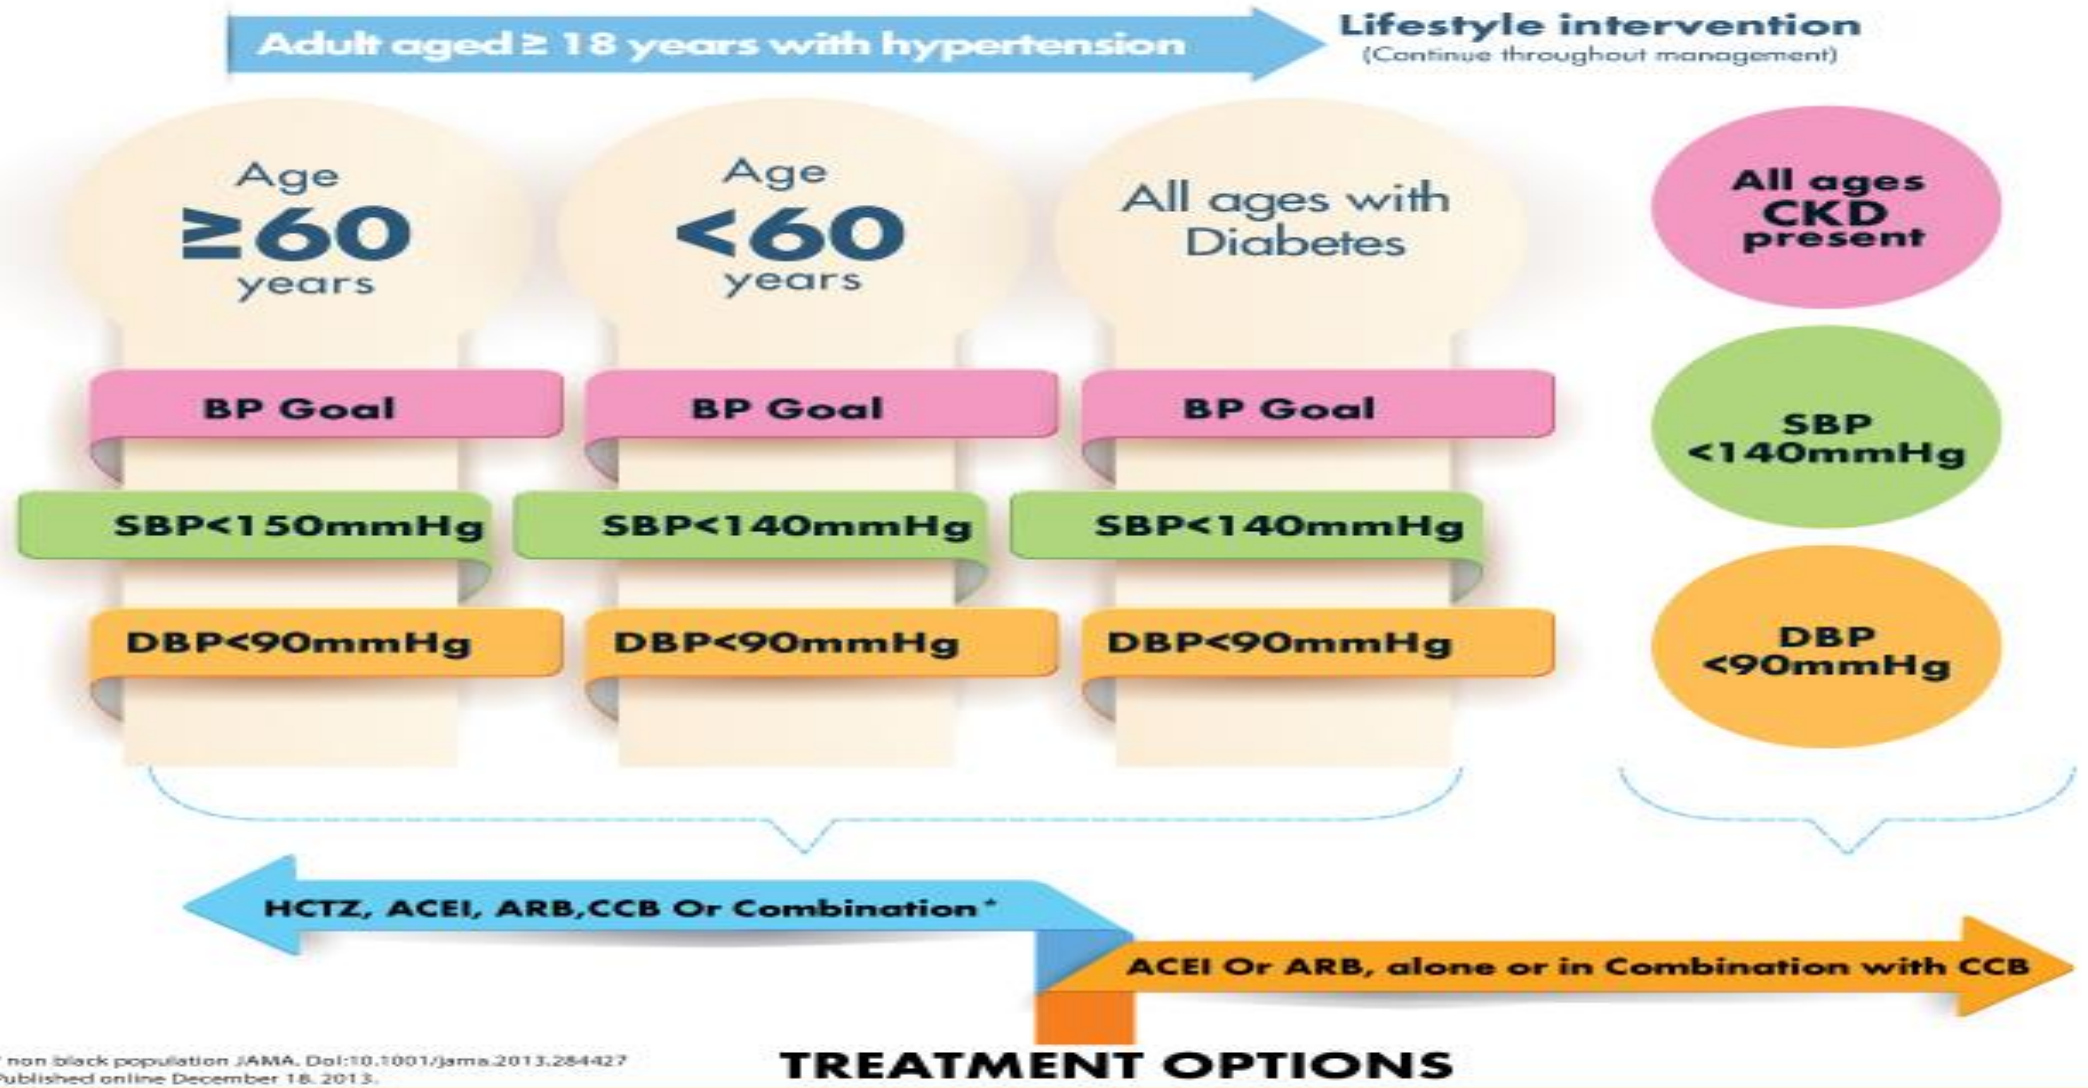 Adult aged ≥ 18 years with hypertension
Lifestyle intervention
(Continue throughout management)
Age
≥60
years
Age
<60
years
All ages with
Diabetes
All ages
CKD
present
BP Goal
BP Goal
BP Goal
SBP<150mmHg
SBP<140mmHg
SBP<140mmHg
SBP
<140mmHg
DBP<90mmHg
DBP<90mmHg
DBP<90mmHg
DBP
<90mmHg
HCTZ, ACEI, ARB,CCB Or Combination*
ACEI Or ARB, alone or in Combination with CCB
TREATMENT OPTIONS
* non black population JAMA. Doi:10.1001/jama.2013.284427
Published online December 18. 2013.